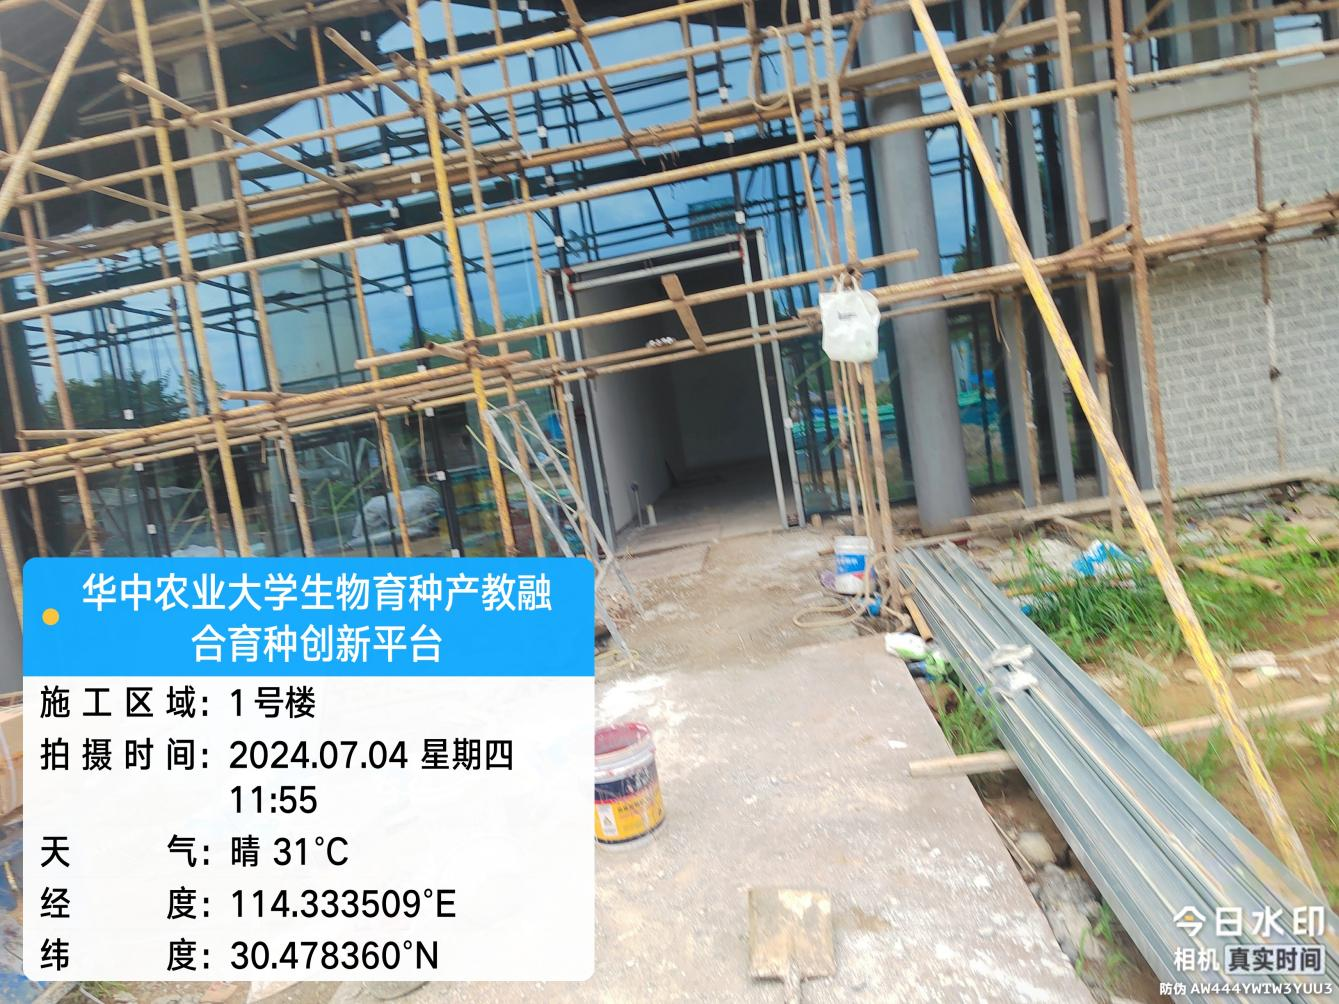 华中农业大学生物育种产教融
合育种创新平台
施工区域：1号楼
拍摄时间：2024.07.04 星期四
11:55
天气：晴 31℃
经度：114.333509°E
纬度：30.478360°N
今日水印
相机 真实时间
防伪 AW444YWTW3YUU3